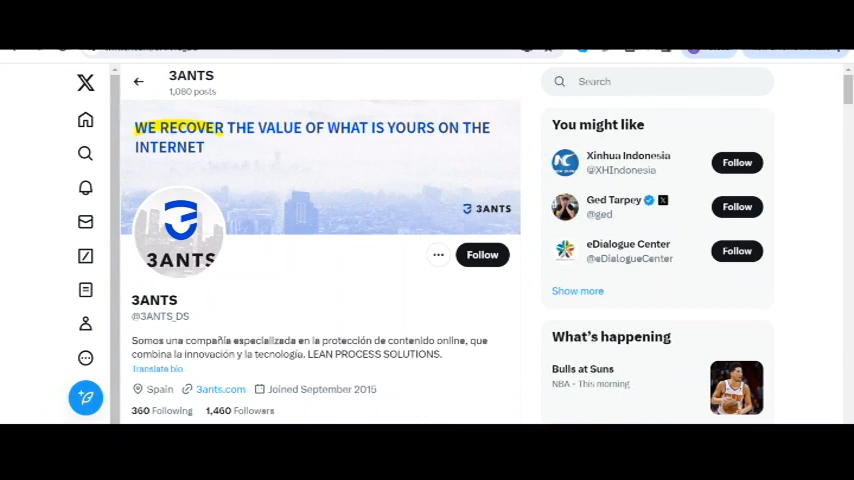 3ANTS
1,080 posts
Search
WE RECOVER THE VALUE OF WHAT IS YOURS ON THE
INTERNET
3ANTS
3ANTS
Follow
3ANTS
@3ANTS_DS
Somos una compañía especializada en la protección de contenido online, que
combina la innovación y la tecnología. LEAN PROCESS SOLUTIONS.
Translate bio
Spain 3ants.com Joined September 2015
360 Following 1,460 Followers
You might like
Xinhua Indonesia
@XHIndonesia
Follow
Ged Tarpey
@ged
Follow
eDialogue Center
@eDialogueCenter
Follow
Show more
What's happening
Bulls at Suns
NBA · This morning